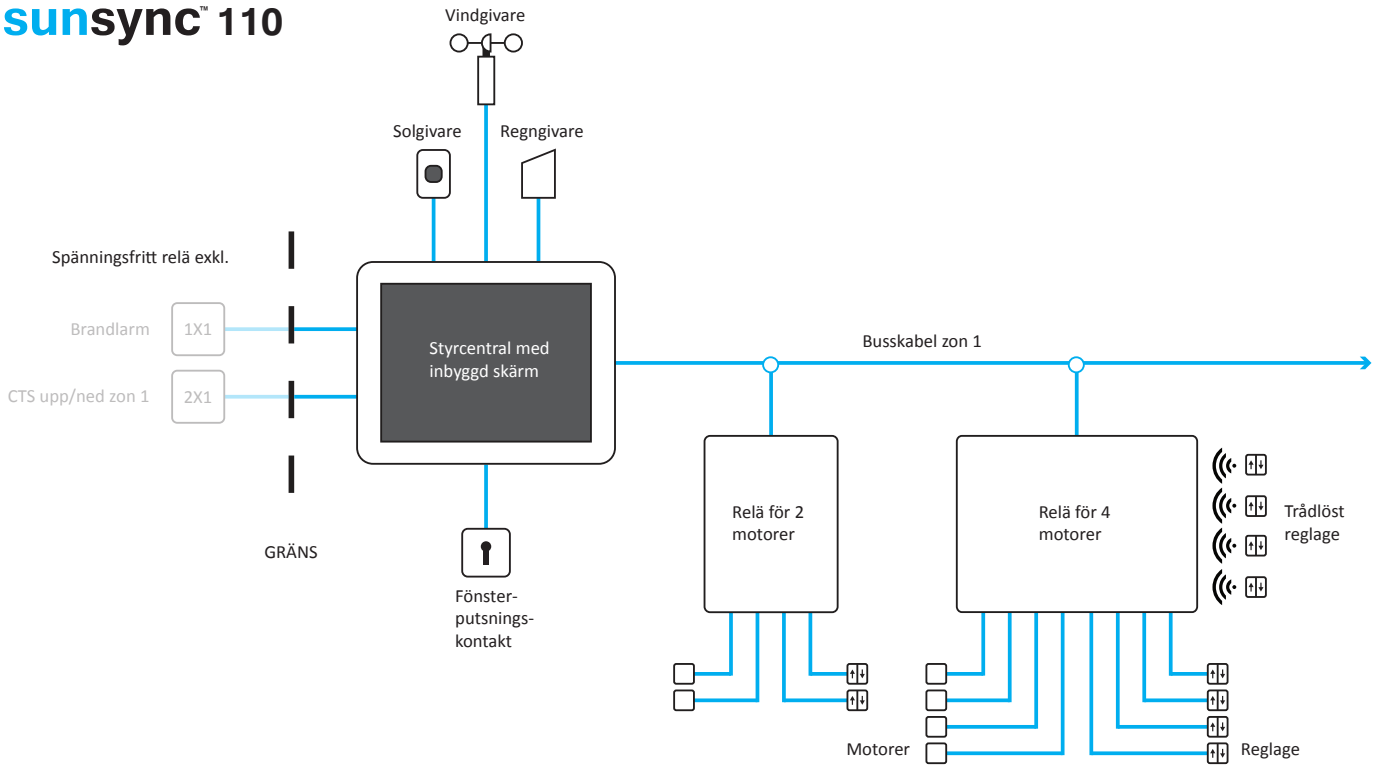 sunsync™ 110
Vindgivare
Solgivare
Regngivare
Spänningsfritt relä exkl.
Brandlarm
1X1
CTS upp/ned zon 1
2X1
GRÄNS
Styrcentral med
inbyggd skärm
Busskabel zon 1
Fönster-
putsnings-
kontakt
Relä för 2
motorer
Relä för 4
motorer
Trådlöst
reglage
Motorer
Reglage